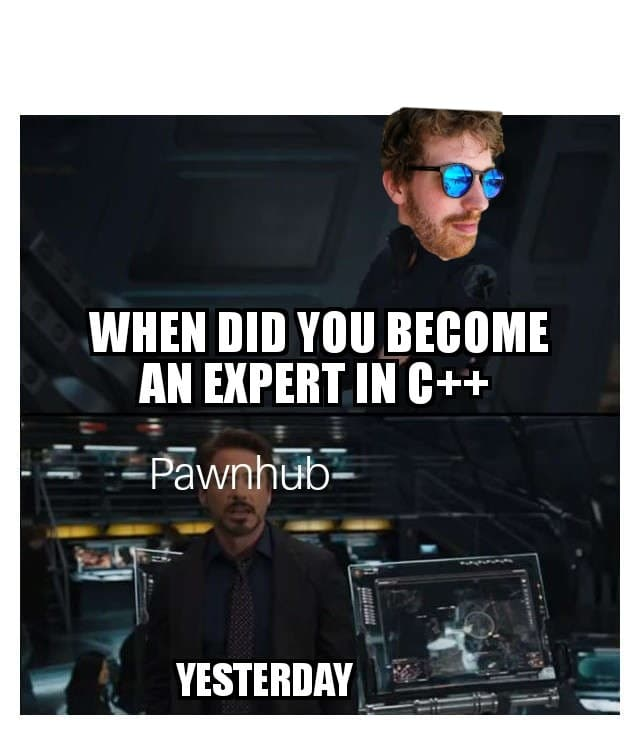 WHEN DID YOU BECOME
AN EXPERT IN C++
Pawnhub
YESTERDAY